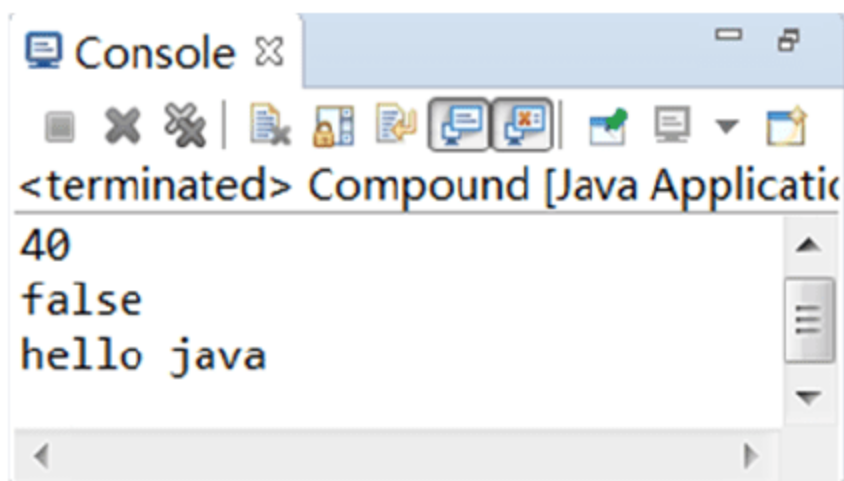 Console
<terminated> Compound [Java Applicatio
40
false
hello java